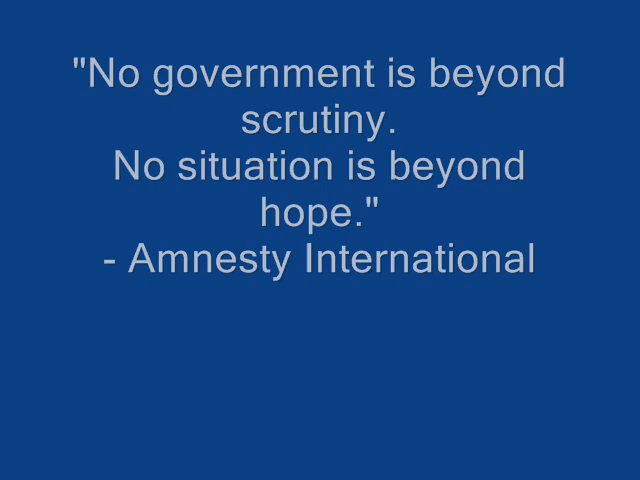 "No government is beyond
scrutiny.
No situation is beyond
hope."
- Amnesty International